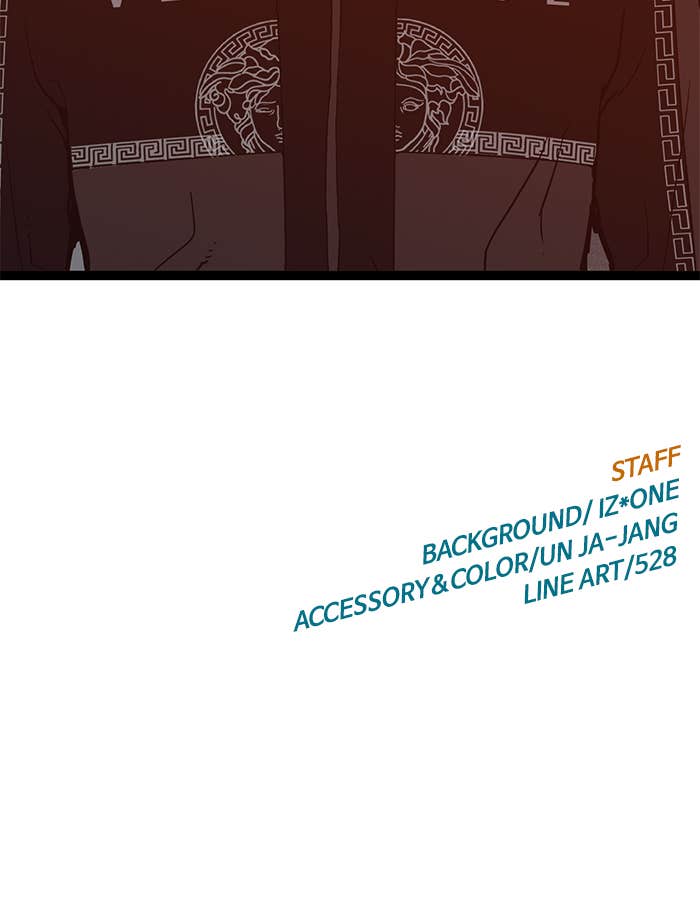 STAFF
BACKGROUND/ IZ*ONE
ACCESSORY&COLOR/UN JA-JANG
LINE ART/528